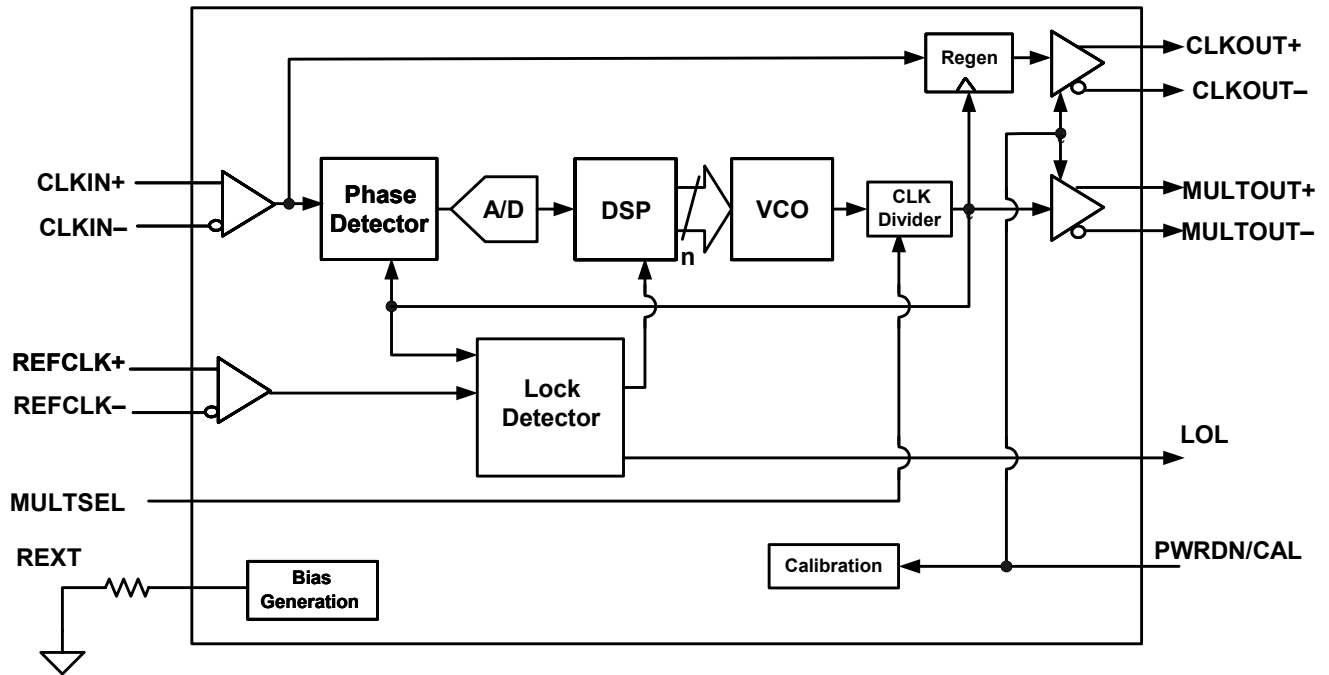 CLKOUT+
Regen
CLKOUT–
CLKIN+
Phase
Detector
A/D
DSP
VCO
CLK
Divider
MULTOUT+
CLKIN–
MULTOUT–
n
REFCLK+
REFCLK–
Lock
Detector
LOL
MULTSEL
REXT
PWRDN/CAL
Calibration
Bias
Generation